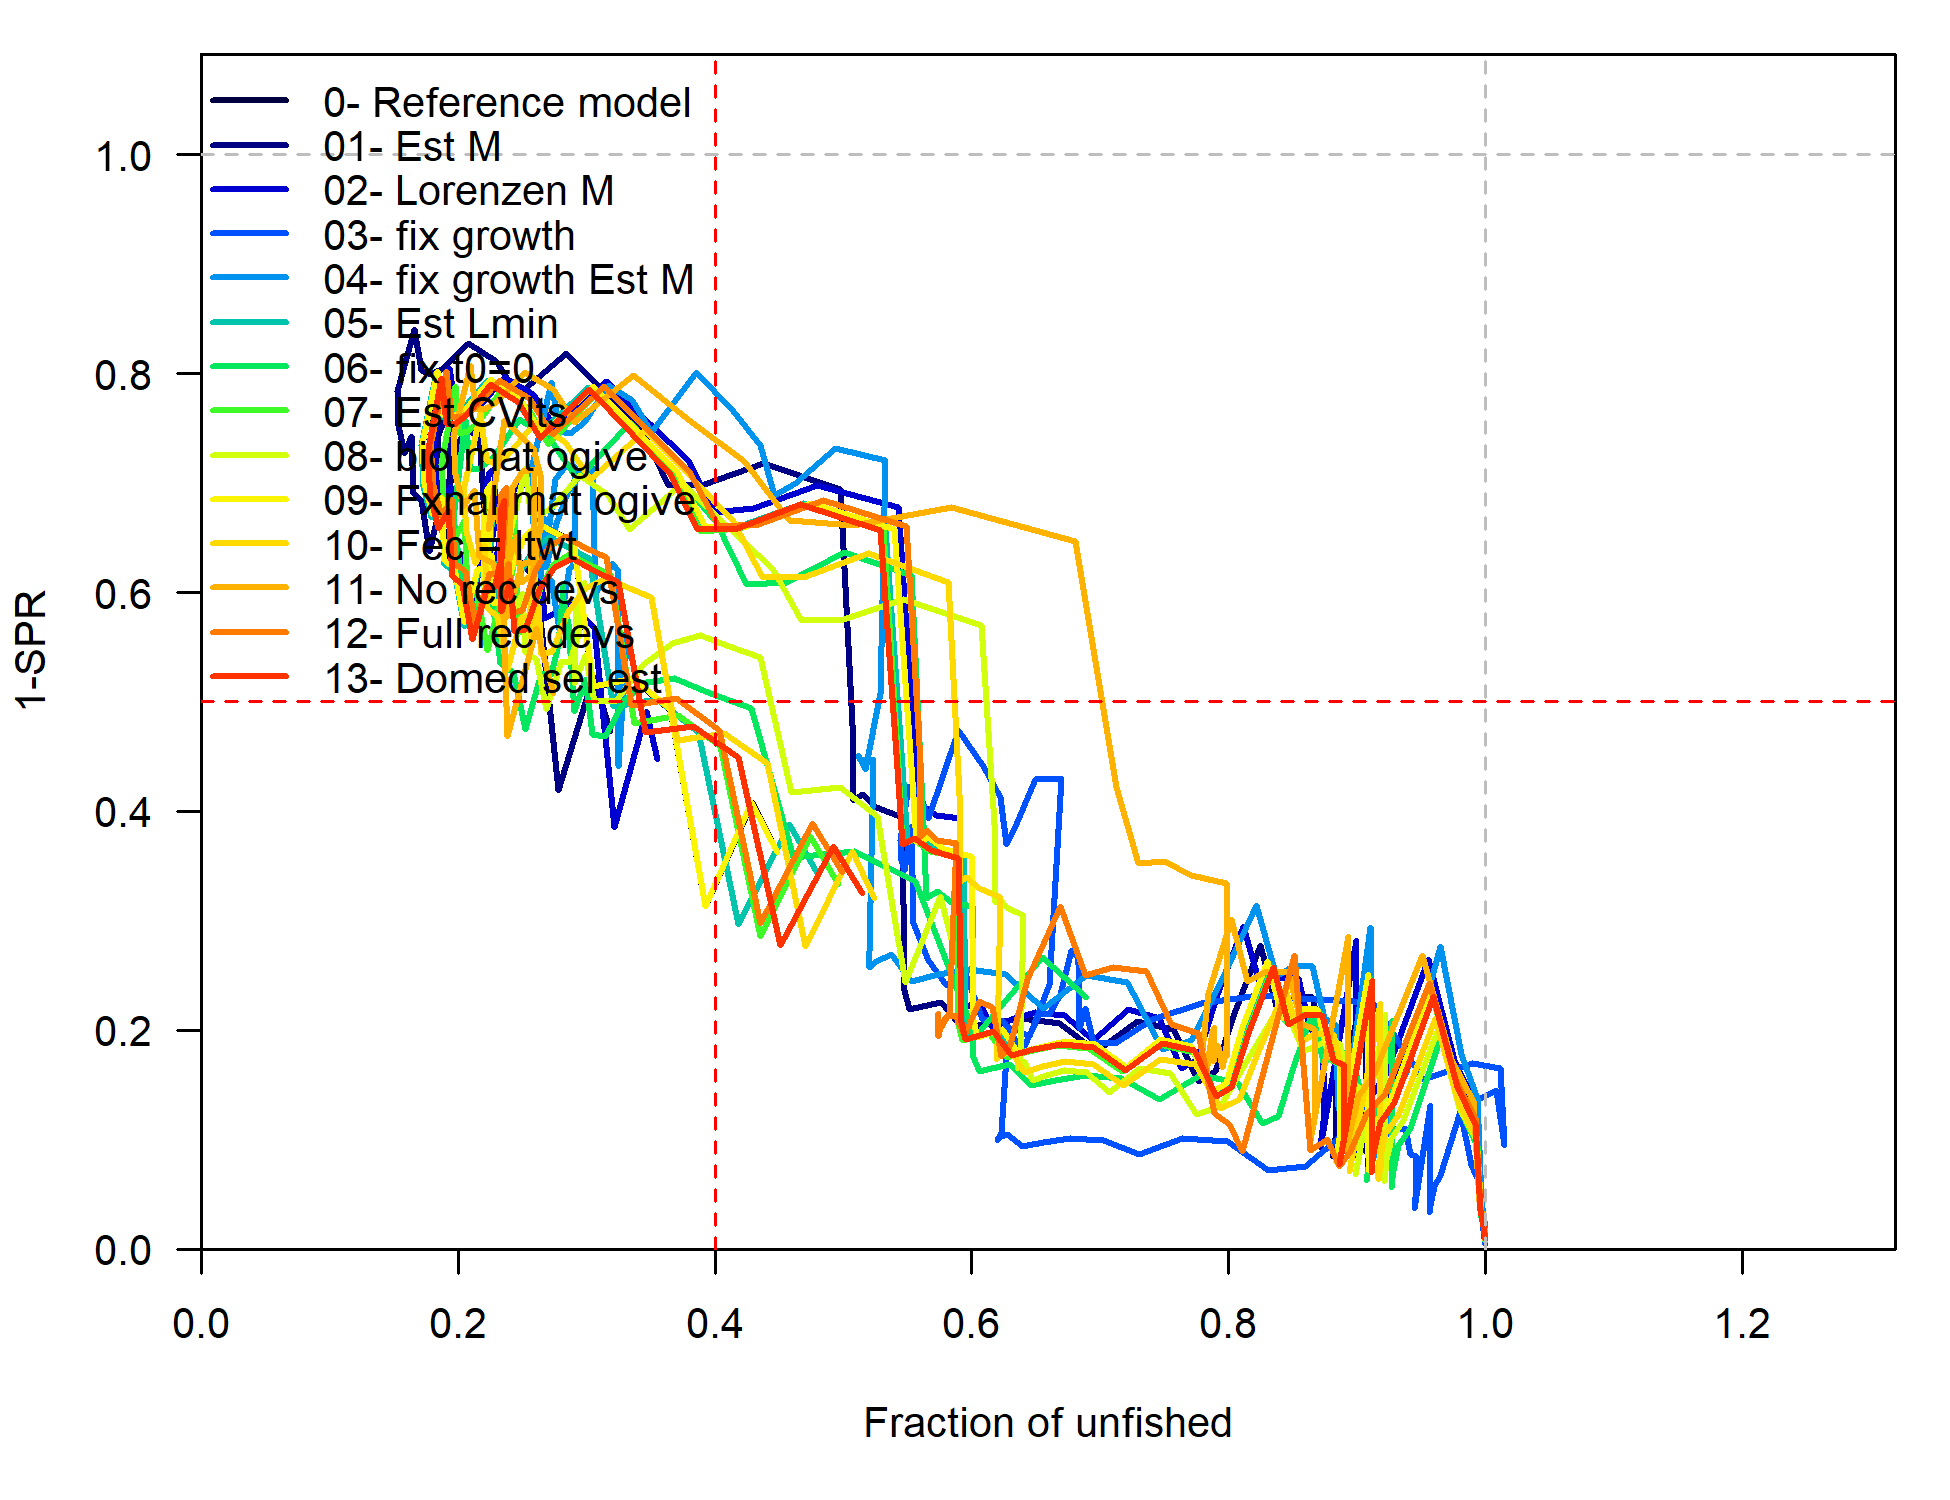 0- Reference model
01- Est M
02- Lorenzen M
03- fix growth
04- fix growth Est M
05- Est Lmin
06- fix t0=0
07- Est CVlts
08- bio mat ogive
09- Fxnal mat ogive
10- Fec = ltwt
11- No rec devs
12- Full rec devs
13- Domed sel est
1-SPR
1.0
0.8
0.6
0.4
0.2
0.0
0.0 0.2 0.4 0.6 0.8 1.0 1.2
Fraction of unfished